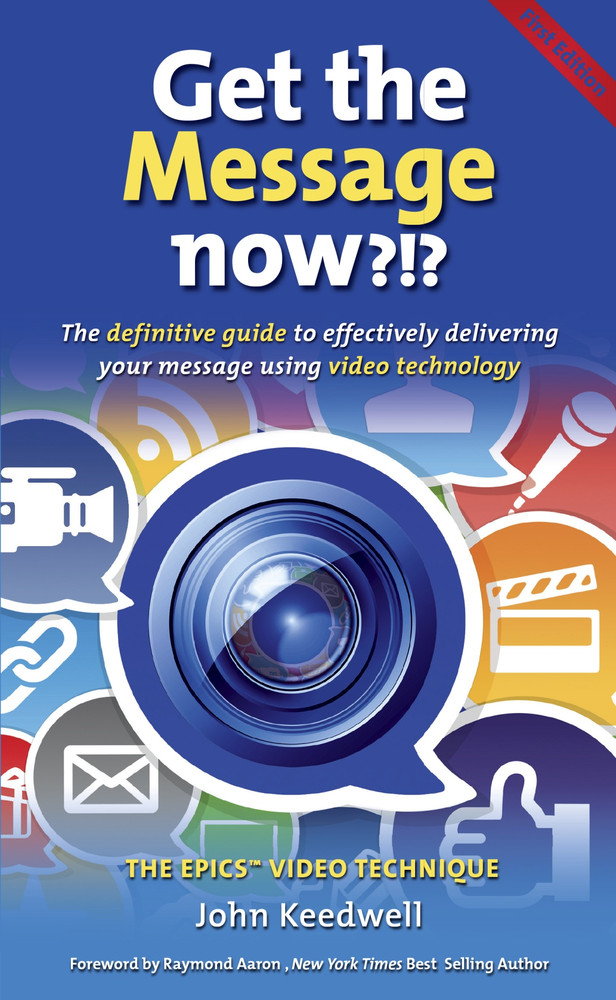 First Edition
Get the
Message
now?!?
The definitive guide to effectively delivering
your message using video technology
THE EPICS™ VIDEO TECHNIQUE
John Keedwell
Foreword by Raymond Aaron , New York Times Best Selling Author